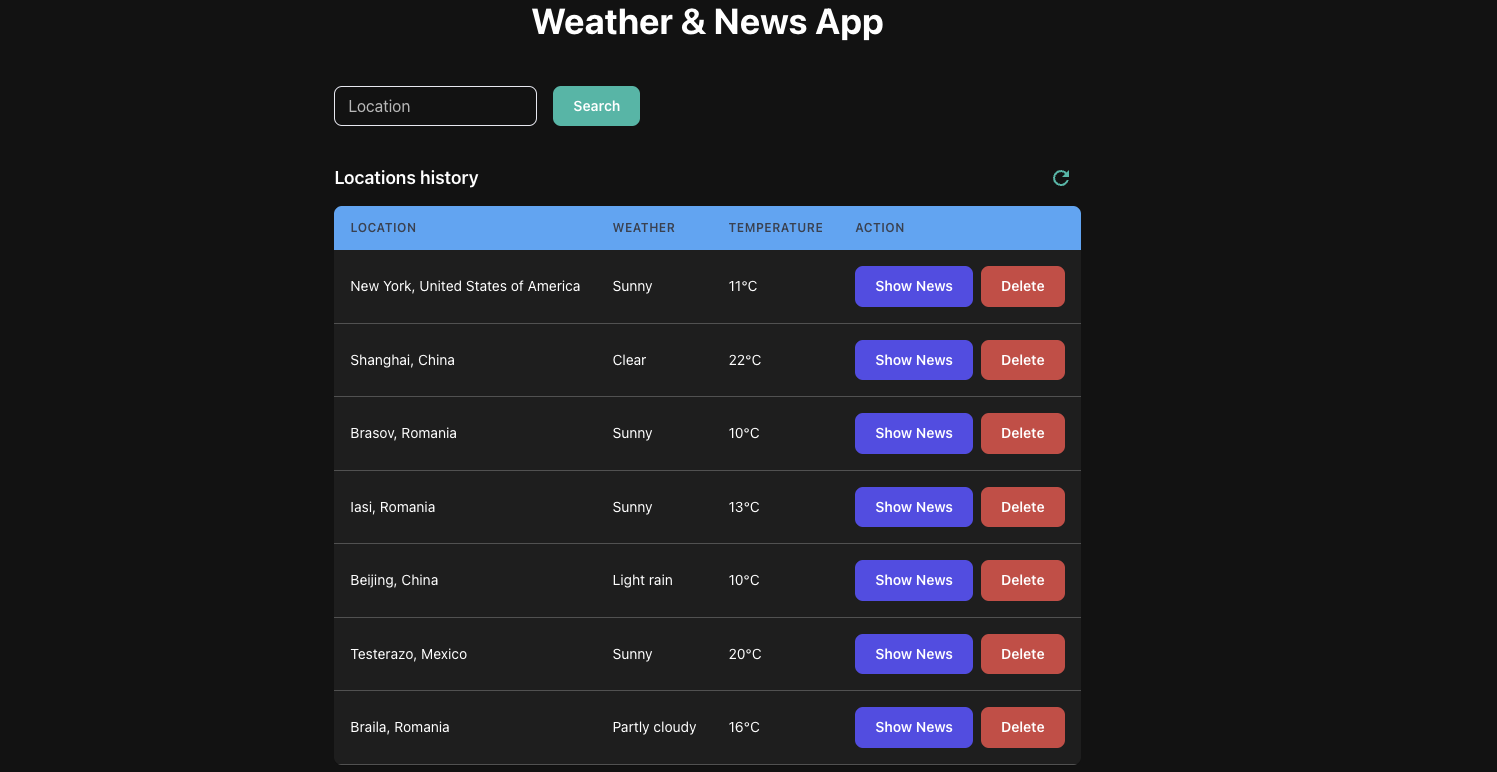 Weather & News App
Location
Search
Locations history
LOCATION WEATHER TEMPERATURE ACTION
New York, United States of America Sunny 11°C Show News Delete
Shanghai, China Clear 22°C Show News Delete
Brasov, Romania Sunny 10°C Show News Delete
Iasi, Romania Sunny 13°C Show News Delete
Beijing, China Light rain 10°C Show News Delete
Testerazo, Mexico Sunny 20°C Show News Delete
Braila, Romania Partly cloudy 16°C Show News Delete